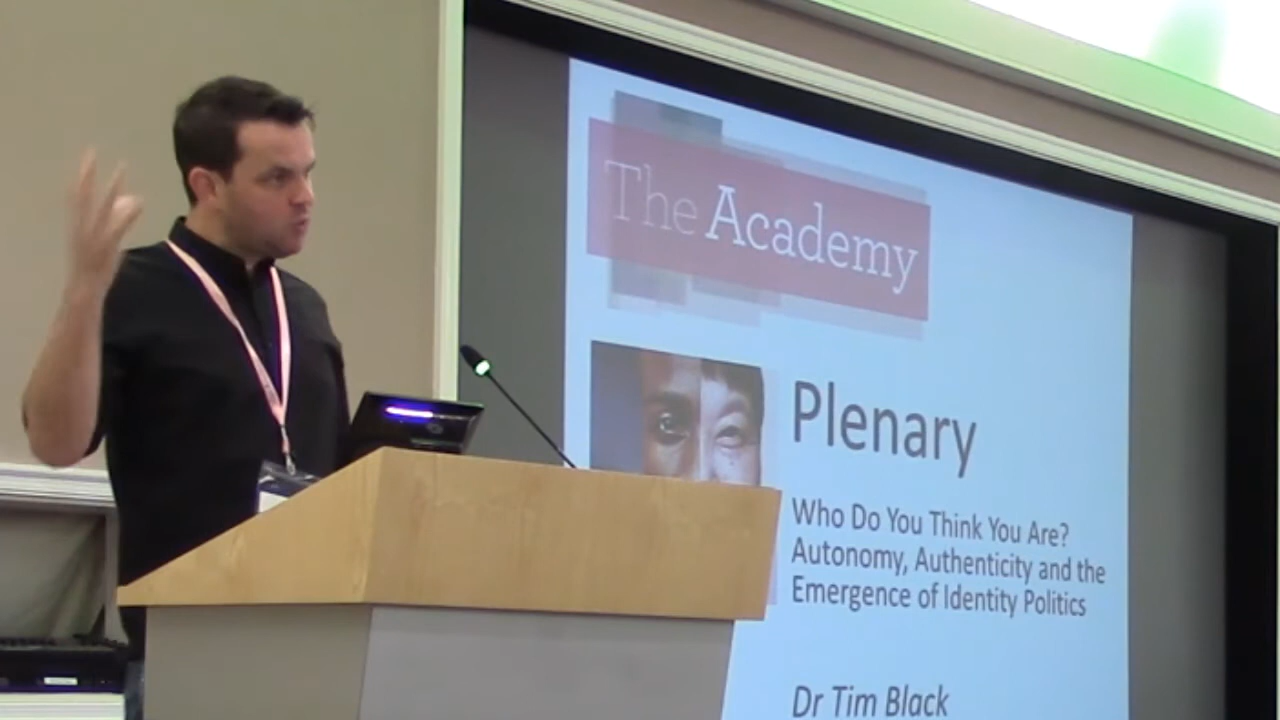 The Academy
Plenary
Who Do You Think You Are?
Autonomy, Authenticity and the
Emergence of Identity Politics
Dr Tim Black